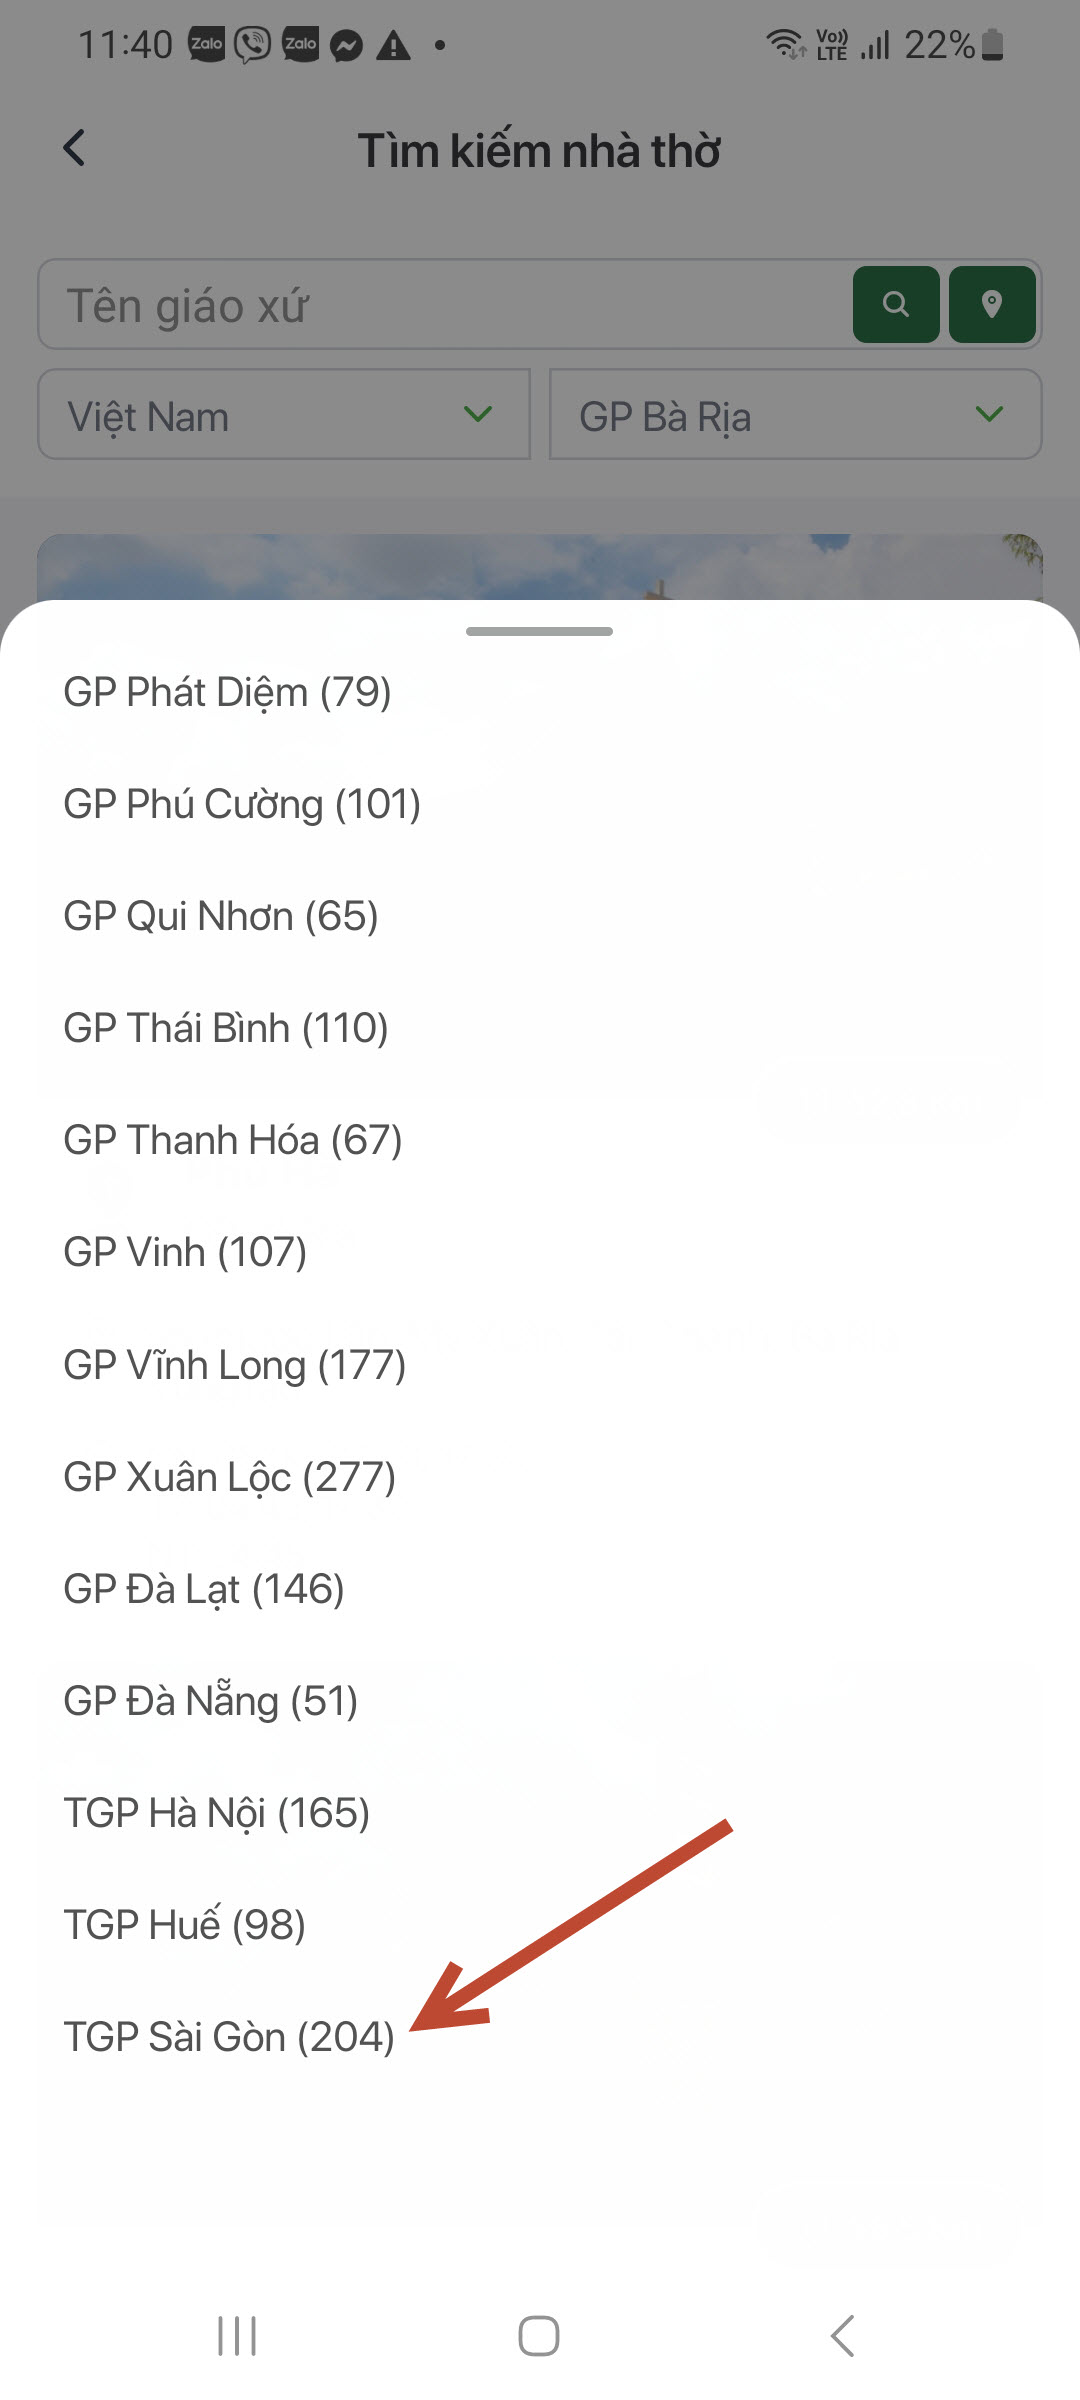 11:40 Zalo Zalo Vo)) LTE 22%
Tìm kiếm nhà thờ
Tên giáo xứ
Việt Nam
GP Bà Rịa
GP Phát Diệm (79)
GP Phú Cường (101)
GP Qui Nhơn (65)
GP Thái Bình (110)
GP Thanh Hóa (67)
GP Vinh (107)
GP Vĩnh Long (177)
GP Xuân Lộc (277)
GP Đà Lạt (146)
GP Đà Nẵng (51)
TGP Hà Nội (165)
TGP Huế (98)
TGP Sài Gòn (204)